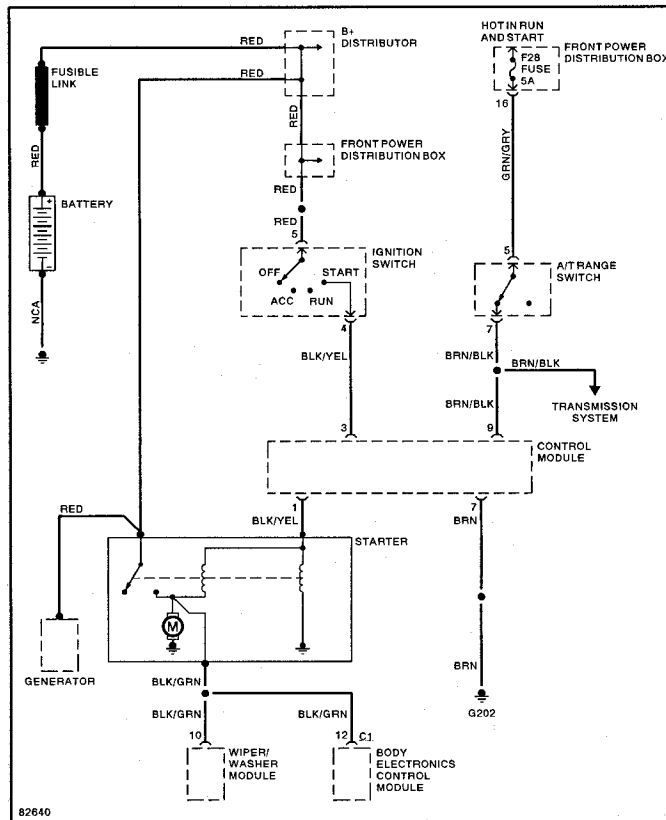 RED
B+
DISTRIBUTOR
HOT IN RUN
AND START
F28
FUSE
5A
FRONT POWER
DISTRIBUTION BOX
16
FUSIBLE
LINK
RED
RED
RED
GRN/GRY
FRONT POWER
DISTRIBUTION BOX
RED
RED
5
BATTERY
+
-
NCA
IGNITION
SWITCH
OFF
START
ACC
RUN
4
5
A/T RANGE
SWITCH
7
BLK/YEL
BRN/BLK
BRN/BLK
BRN/BLK
TRANSMISSION
SYSTEM
3
9
CONTROL
MODULE
1
7
BLK/YEL
BRN
RED
STARTER
M
GENERATOR
BRN
G202
BLK/GRN
BLK/GRN
BLK/GRN
10
WIPER/
WASHER
MODULE
12
C1
BODY
ELECTRONICS
CONTROL
MODULE
82640